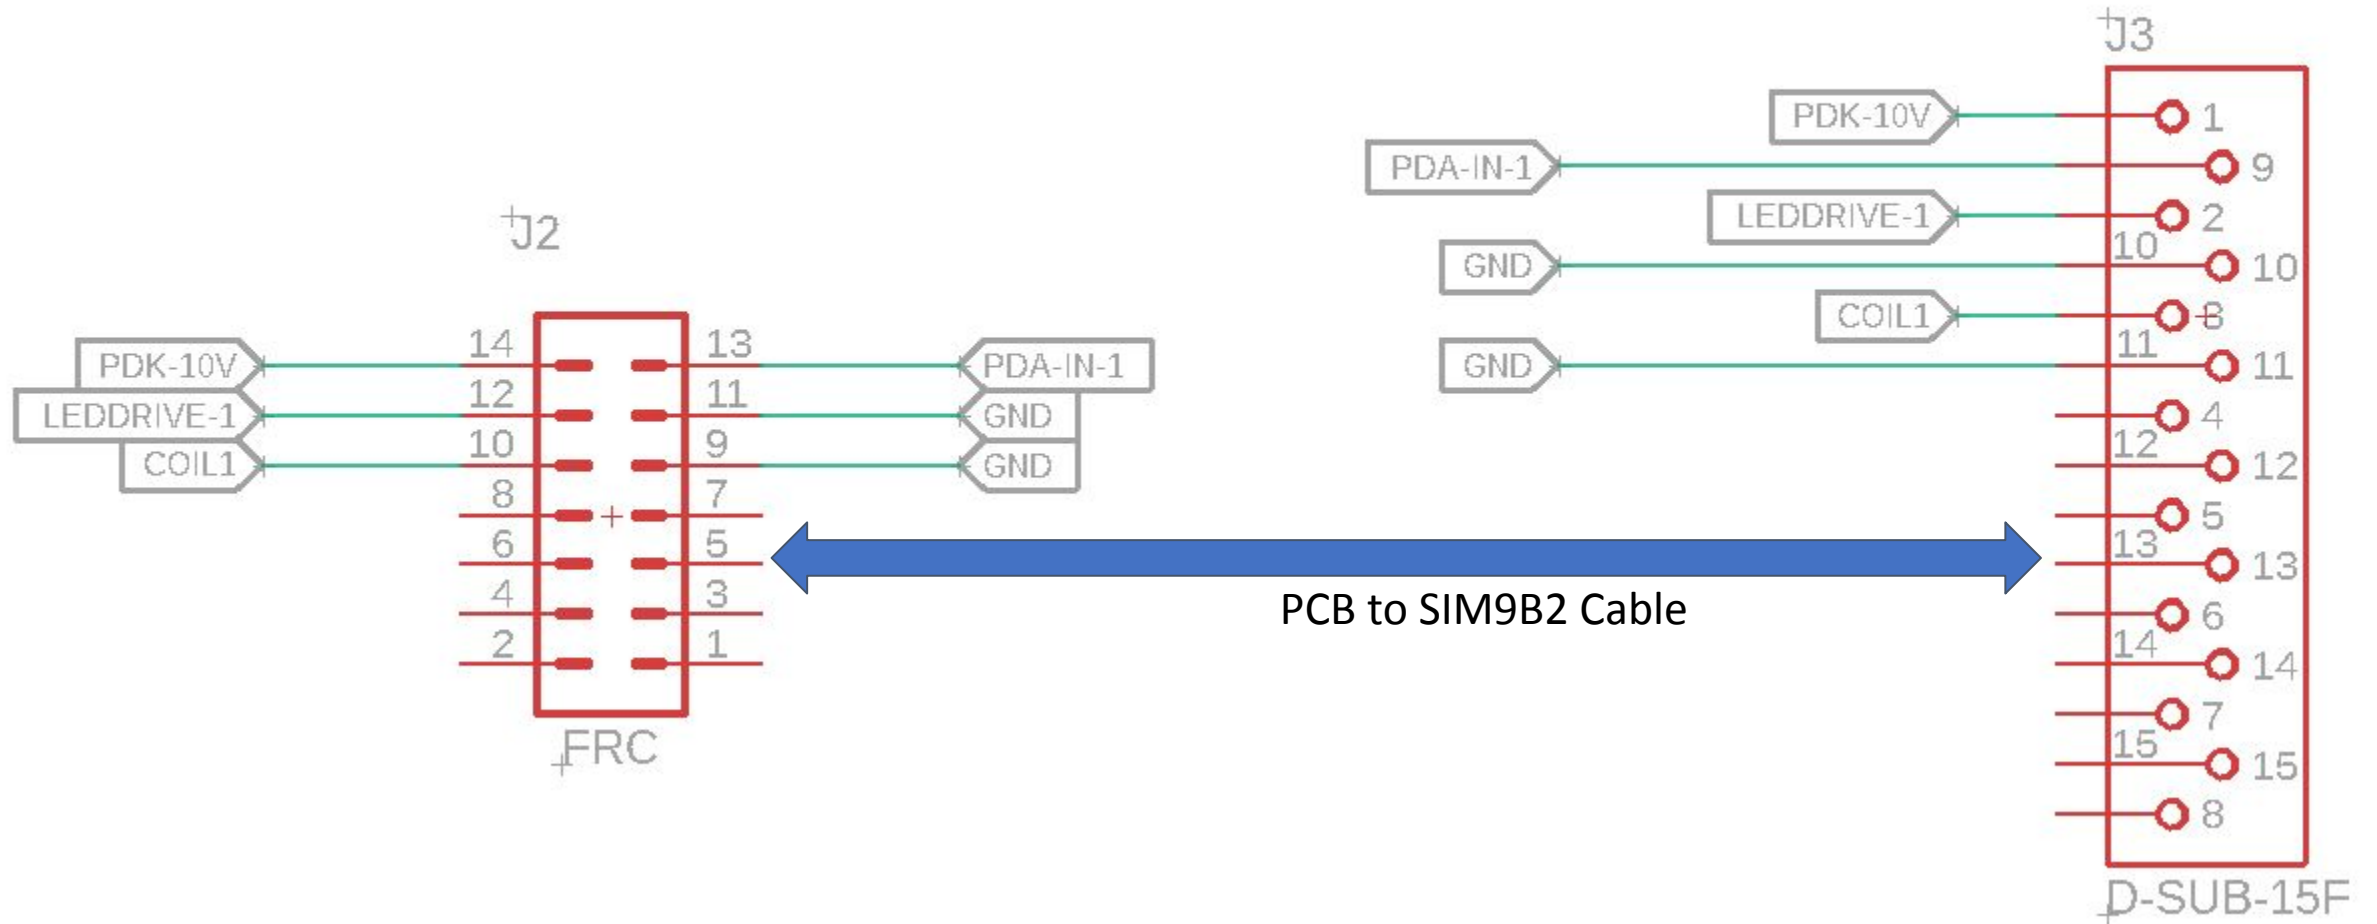 J2
14 13
PDK-10V PDA-IN-1
12 11
LEDDRIVE-1 GND
10 9
COIL1 GND
8 7
6 5
4 3
2 1
FRC
PCB to SIM9B2 Cable
J3
PDK-10V 1
PDA-IN-1 9
LEDDRIVE-1 2
10
GND 10
COIL1 3
11
GND 11
4
12
12
5
13
13
6
14
14
7
15
15
8
D-SUB-15F